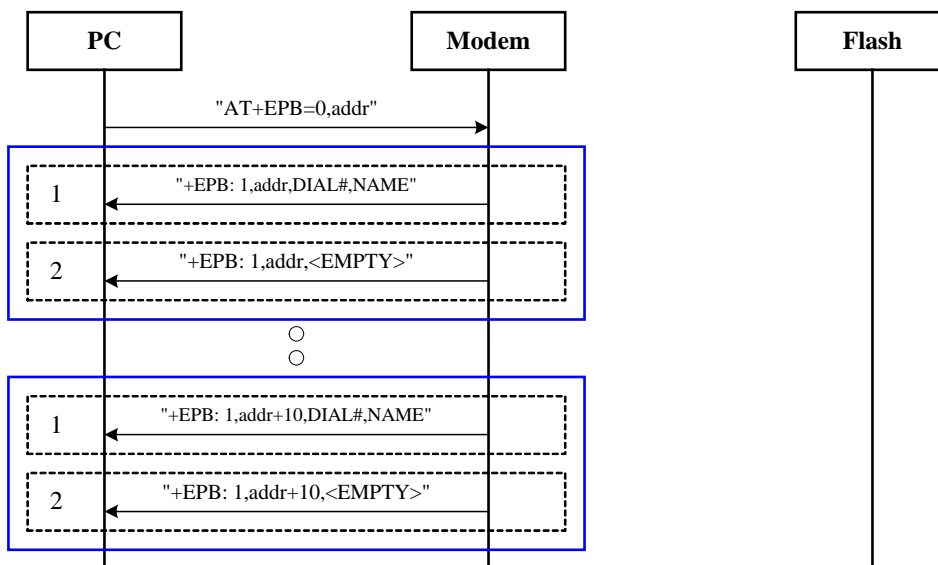 PC
Modem
Flash
"AT+EPB=0,addr"
1
"+EPB: 1,addr,DIAL#,NAME"
2
"+EPB: 1,addr,<EMPTY>"
1
"+EPB: 1,addr+10,DIAL#,NAME"
2
"+EPB: 1,addr+10,<EMPTY>"